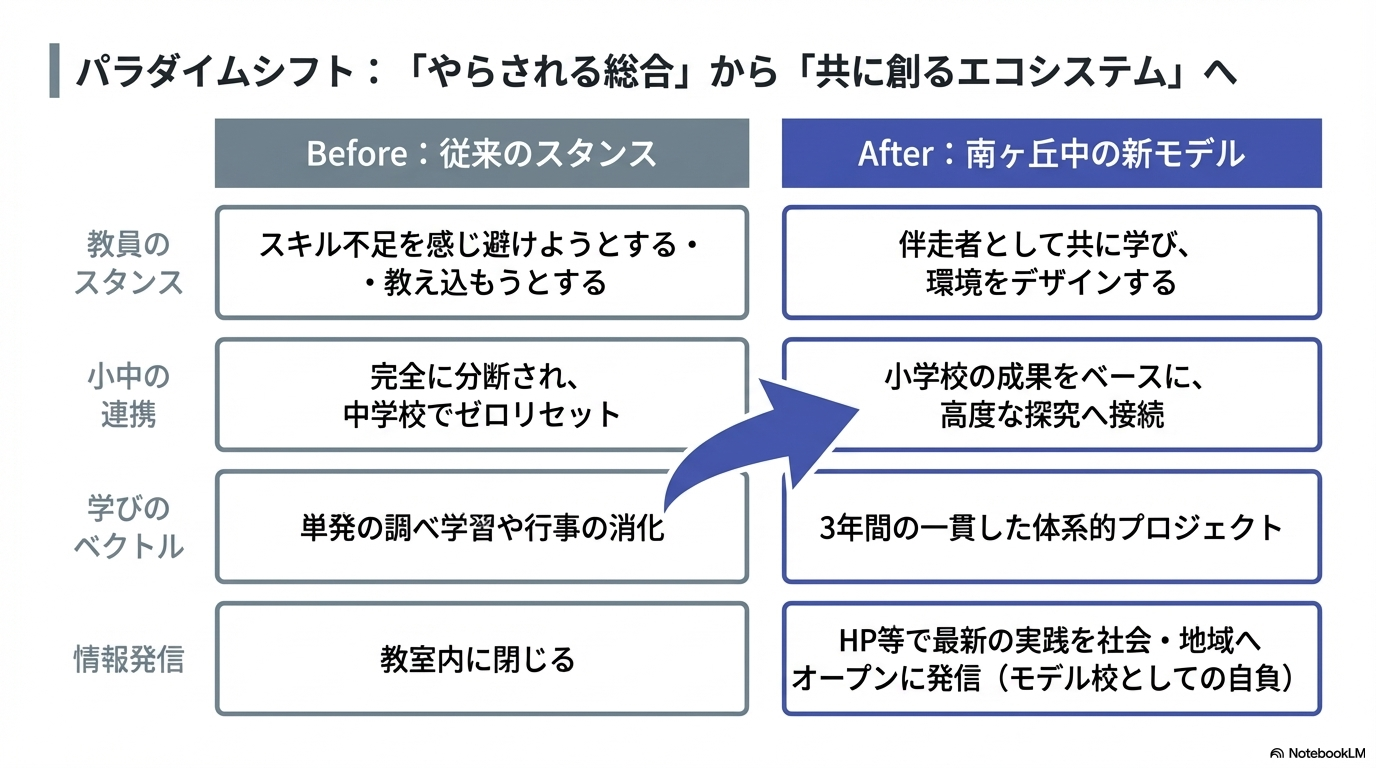 パラダイムシフト：「やらされる総合」から「共に創るエコシステム」へ
Before：従来のスタンス
After：南ヶ丘中の新モデル
教員の
スタンス
スキル不足を感じ避けようとする・
・教え込もうとする
伴走者として共に学び、
環境をデザインする
小中の
連携
完全に分断され、
中学校でゼロリセット
小学校の成果をベースに、
高度な探究へ接続
学びの
ベクトル
単発の調べ学習や行事の消化
3年間の一貫した体系的プロジェクト
情報発信
教室内に閉じる
HP等で最新の実践を社会・地域へ
オープンに発信（モデル校としての自負）
NotebookLM